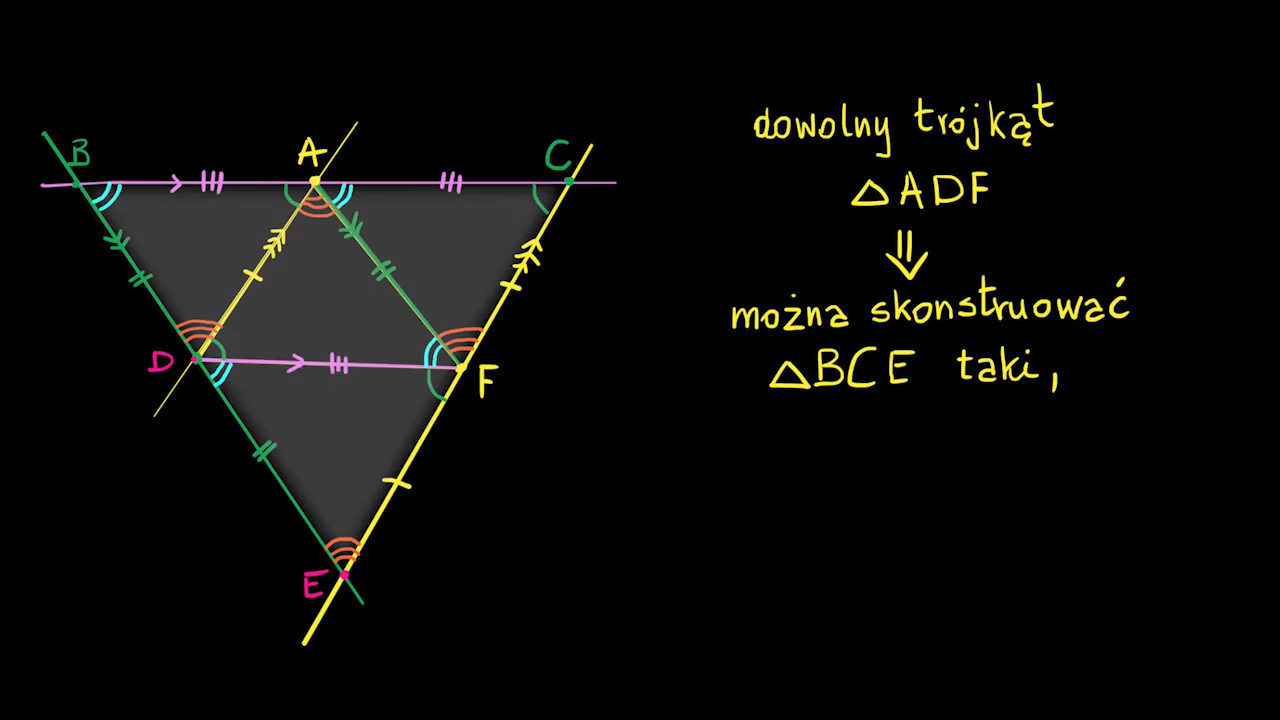 B
A
C
D
F
E
dowolny trójkąt
△ADF
⇓
można skonstruować
△BCE taki,